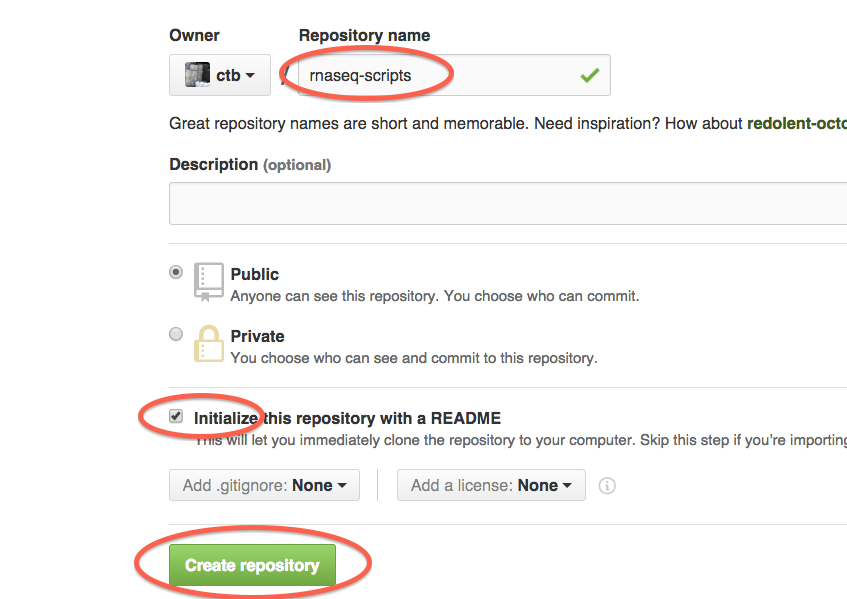 Owner Repository name
ctb / rnaseq-scripts
Great repository names are short and memorable. Need inspiration? How about redolent-octo
Description (optional)
Public
Anyone can see this repository. You choose who can commit.
Private
You choose who can see and commit to this repository.
Initialize this repository with a README
This will let you immediately clone the repository to your computer. Skip this step if you're importing
Add .gitignore: None Add a license: None i
Create repository